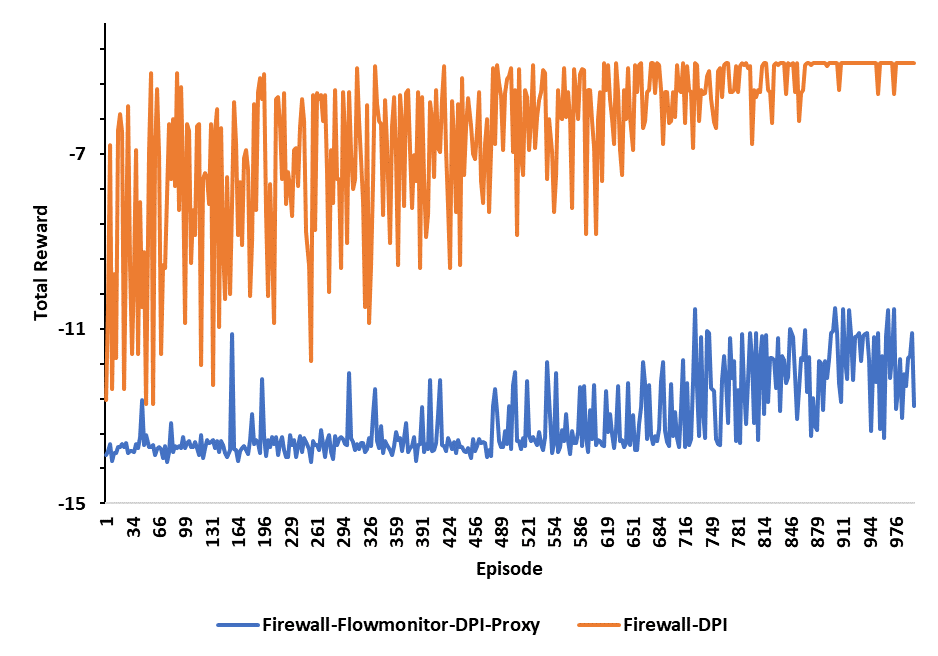 -7
-11
-15
Total Reward
1 34 66 99 131 164 196 229 261 294 326 359 391 424 456 489 521 554 586 619 651 684 716 749 781 814 846 879 911 944 976
Episode
Firewall-Flowmonitor-DPI-Proxy Firewall-DPI